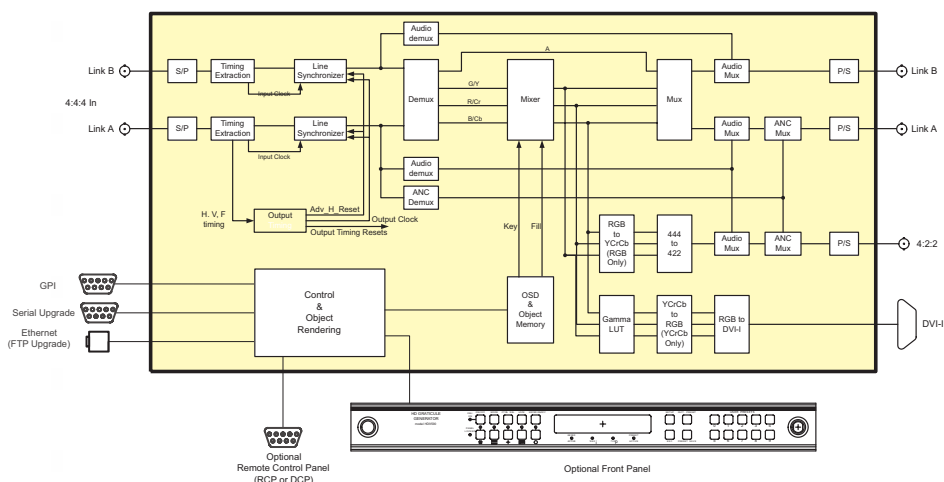 Audio
demux
Link B
S/P
Timing
Extraction
Line
Synchronizer
Input Clock
A
G/Y
R/Cr
B/Cb
Demux
Mixer
Mux
Audio
Mux
P/S
Link B
4:4:4 In
Link A
S/P
Timing
Extraction
Line
Synchronizer
Input Clock
Audio
Mux
ANC
Mux
P/S
Link A
Audio
demux
ANC
Demux
H, V, F
timing
Output
Adv_H_Reset
Output Clock
Output Timing Resets
Key
Fill
RGB
to
YCrCb
(RGB
Only)
444
to
422
Audio
Mux
ANC
Mux
P/S
4:2:2
GPI
Serial Upgrade
Ethernet
(FTP Upgrade)
Control
&
Object
Rendering
OSD
&
Object
Memory
Gamma
LUT
YCrCb
to
RGB
(YCrCb
Only)
RGB to
DVI-I
DVI-I
HD GRATICULE
GENERATOR
Optional
Remote Control Panel
(RCP or DCP)
Optional Front Panel